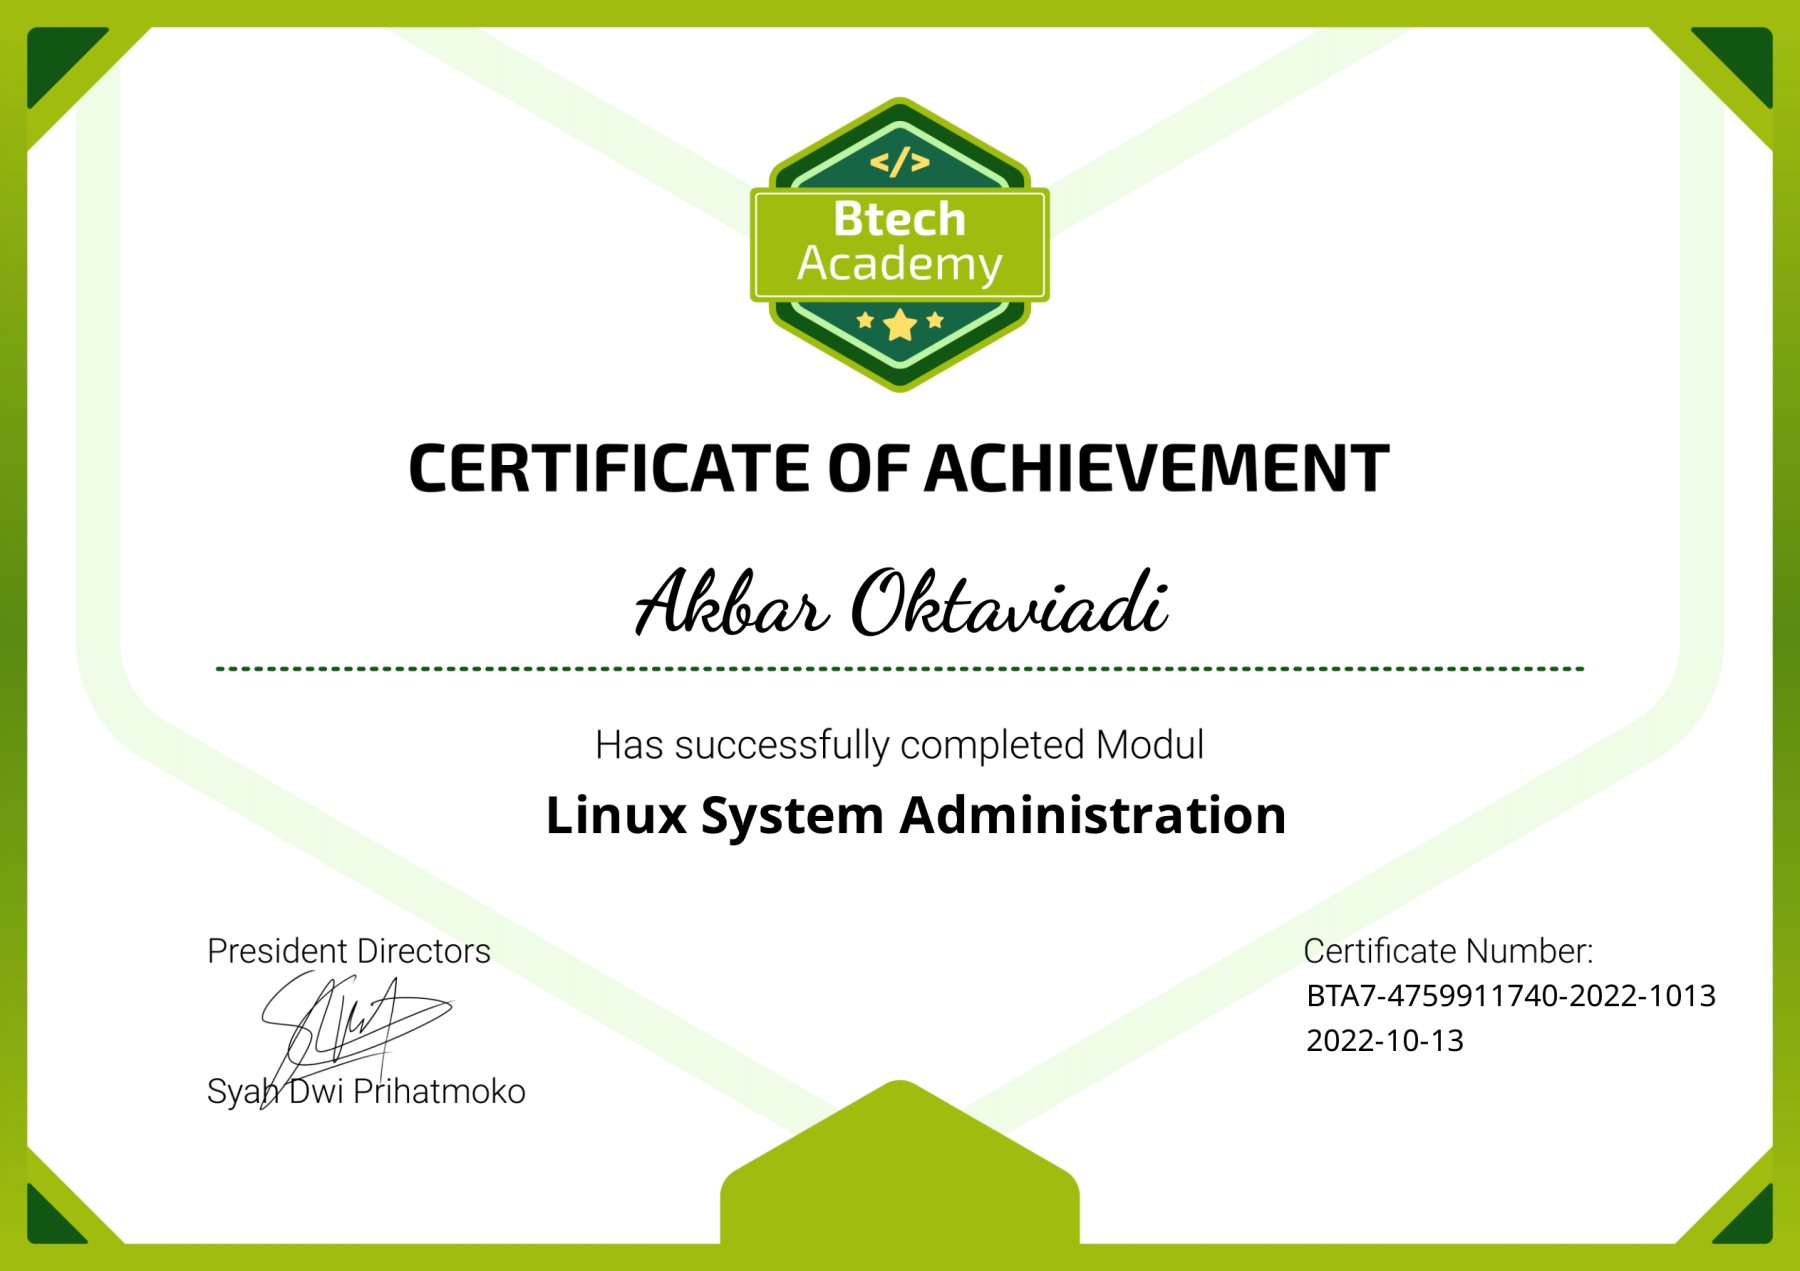 </>
Btech
Academy
CERTIFICATE OF ACHIEVEMENT
Akbar Oktaviadi
Has successfully completed Modul
Linux System Administration
President Directors
Syah Dwi Prihatmoko
Certificate Number:
BTA7-4759911740-2022-1013
2022-10-13